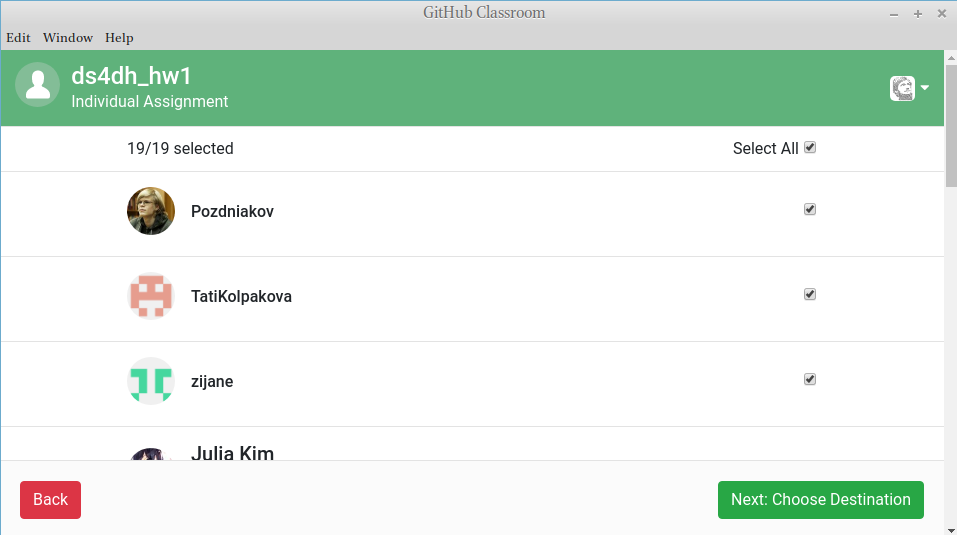 GitHub Classroom
Edit Window Help
ds4dh_hw1
Individual Assignment
19/19 selected
Select All
Pozdniakov
TatiKolpakova
zijane
Julia Kim
Back
Next: Choose Destination